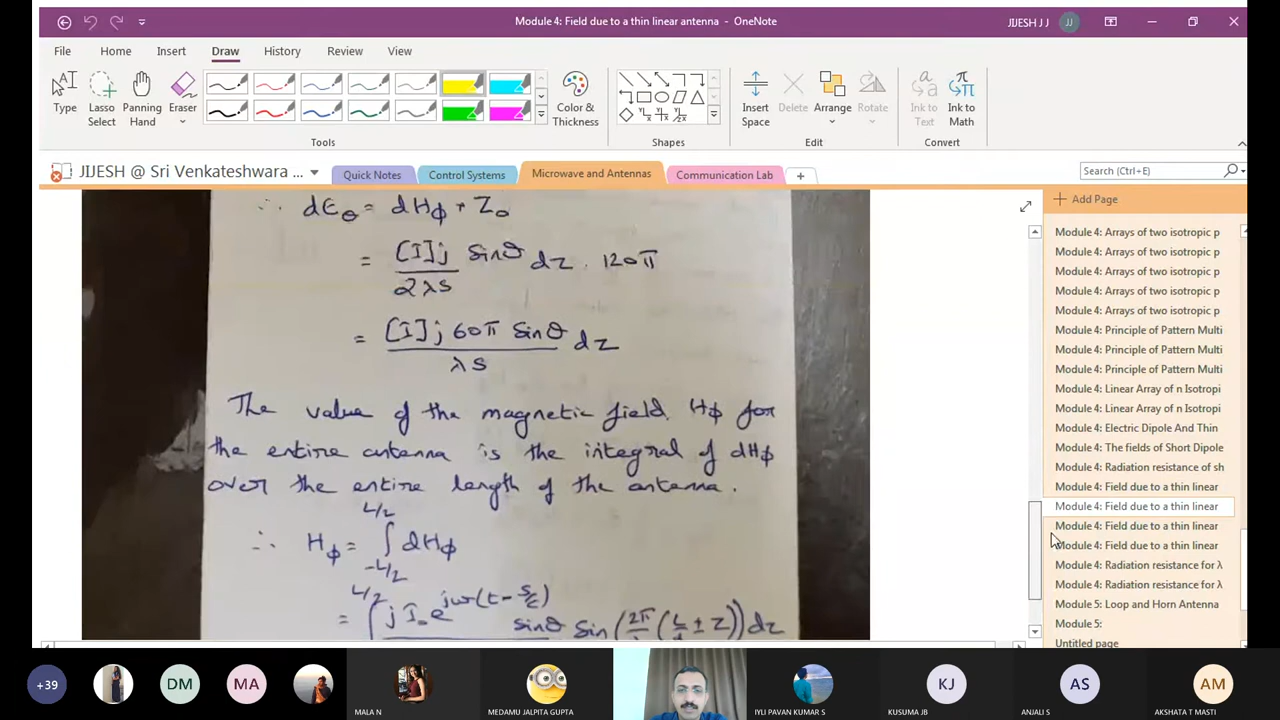 Module 4: Field due to a thin linear antenna - OneNote
JIJESH J J
JJ
File Home Insert Draw History Review View
Type
Lasso Select
Panning Hand
Eraser
Color & Thickness
Insert Space
Delete
Arrange
Rotate
Ink to Text
Ink to Math
Tools
Shapes
Edit
Convert
JIJESH @ Sri Venkateshwara ...
Quick Notes
Control Systems
Microwave and Antennas
Communication Lab
Search (Ctrl+E)
∴ dEθ = dHϕ * Z₀
= [I]j sinθ dz . 120π
2λs
= [I]j 60π sinθ dz
λs
The value of the magnetic field Hϕ for
the entire antenna is the integral of dHϕ
over the entire length of the antenna.
L/2
∴ Hϕ = ∫ dHϕ
-L/2
L/2
= ∫ j I₀ e^jω(t - s/c) sinθ sin(2π (L ± z)) dz
Add Page
Module 4: Arrays of two isotropic p
Module 4: Arrays of two isotropic p
Module 4: Arrays of two isotropic p
Module 4: Arrays of two isotropic p
Module 4: Arrays of two isotropic p
Module 4: Principle of Pattern Multi
Module 4: Principle of Pattern Multi
Module 4: Principle of Pattern Multi
Module 4: Linear Array of n Isotropi
Module 4: Linear Array of n Isotropi
Module 4: Electric Dipole And Thin
Module 4: The fields of Short Dipole
Module 4: Radiation resistance of sh
Module 4: Field due to a thin linear
Module 4: Field due to a thin linear
Module 4: Field due to a thin linear
Module 4: Field due to a thin linear
Module 4: Radiation resistance for λ
Module 4: Radiation resistance for λ
Module 5: Loop and Horn Antenna
Module 5:
Untitled page
+39
DM
MA
MALA N
MEDAMU JALPITA GUPTA
IYLI PAVAN KUMAR S
KJ
KUSUMA JB
AS
ANJALI S
AM
AKSHATA T MASTI